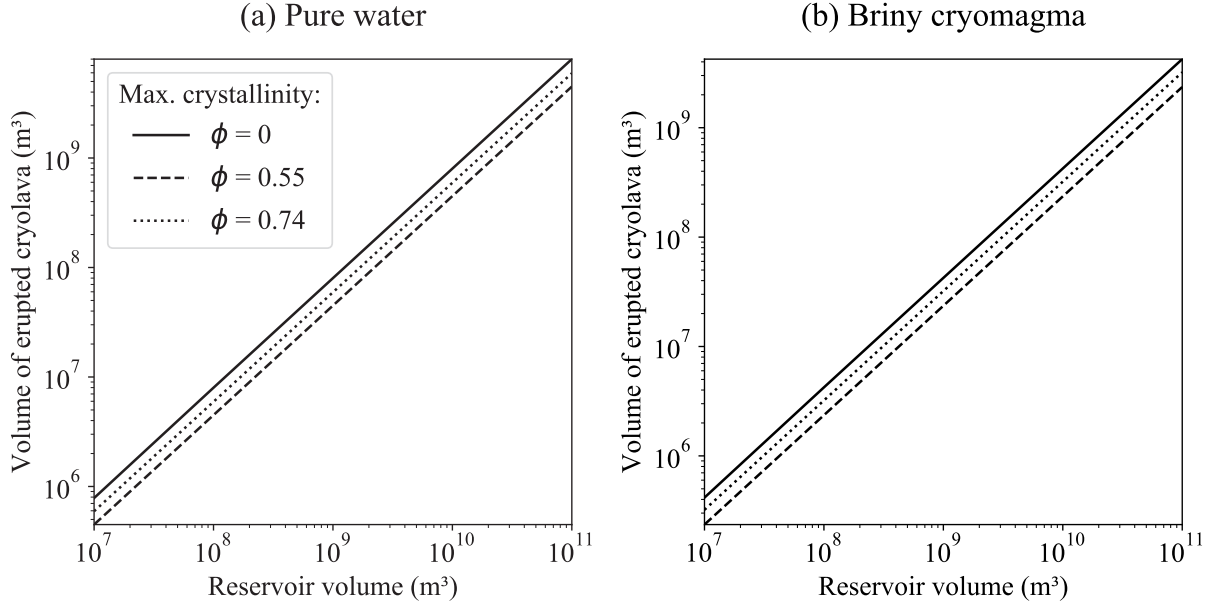 (a) Pure water
Volume of erupted cryolava (m³)
10⁹
10⁸
10⁷
10⁶
Max. crystallinity:
ϕ = 0
ϕ = 0.55
ϕ = 0.74
10⁷ 10⁸ 10⁹ 10¹⁰ 10¹¹
Reservoir volume (m³)
(b) Briny cryomagma
Volume of erupted cryolava (m³)
10⁹
10⁸
10⁷
10⁶
10⁷ 10⁸ 10⁹ 10¹⁰ 10¹¹
Reservoir volume (m³)